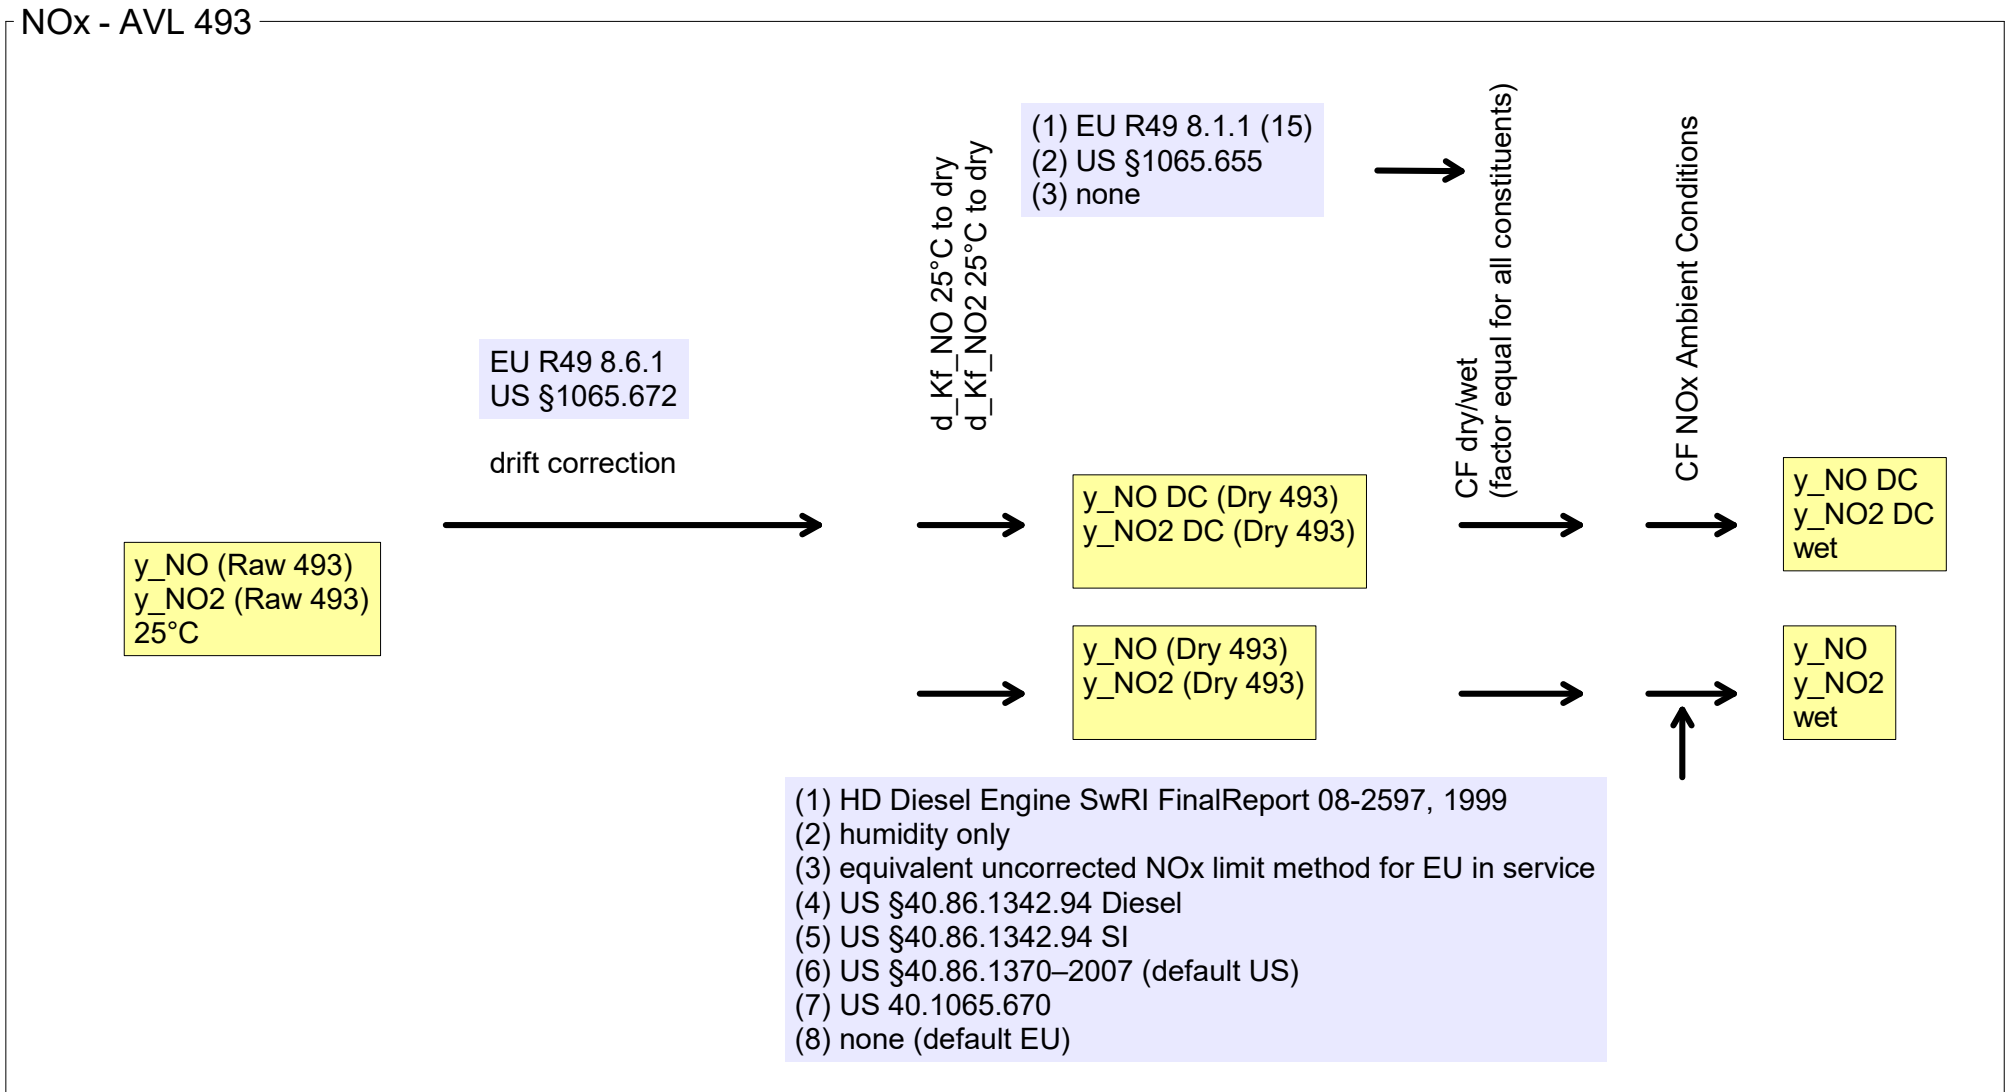 NOx - AVL 493
(1) EU R49 8.1.1 (15)
(2) US §1065.655
(3) none
d_Kf_NO 25°C to dry
d_Kf_NO2 25°C to dry
CF dry/wet
(factor equal for all constituents)
CF NOx Ambient Conditions
EU R49 8.6.1
US §1065.672
drift correction
y_NO (Raw 493)
y_NO2 (Raw 493)
25°C
y_NO DC (Dry 493)
y_NO2 DC (Dry 493)
y_NO DC
y_NO2 DC
wet
y_NO (Dry 493)
y_NO2 (Dry 493)
y_NO
y_NO2
wet
(1) HD Diesel Engine SwRI FinalReport 08-2597, 1999
(2) humidity only
(3) equivalent uncorrected NOx limit method for EU in service
(4) US §40.86.1342.94 Diesel
(5) US §40.86.1342.94 SI
(6) US §40.86.1370–2007 (default US)
(7) US 40.1065.670
(8) none (default EU)